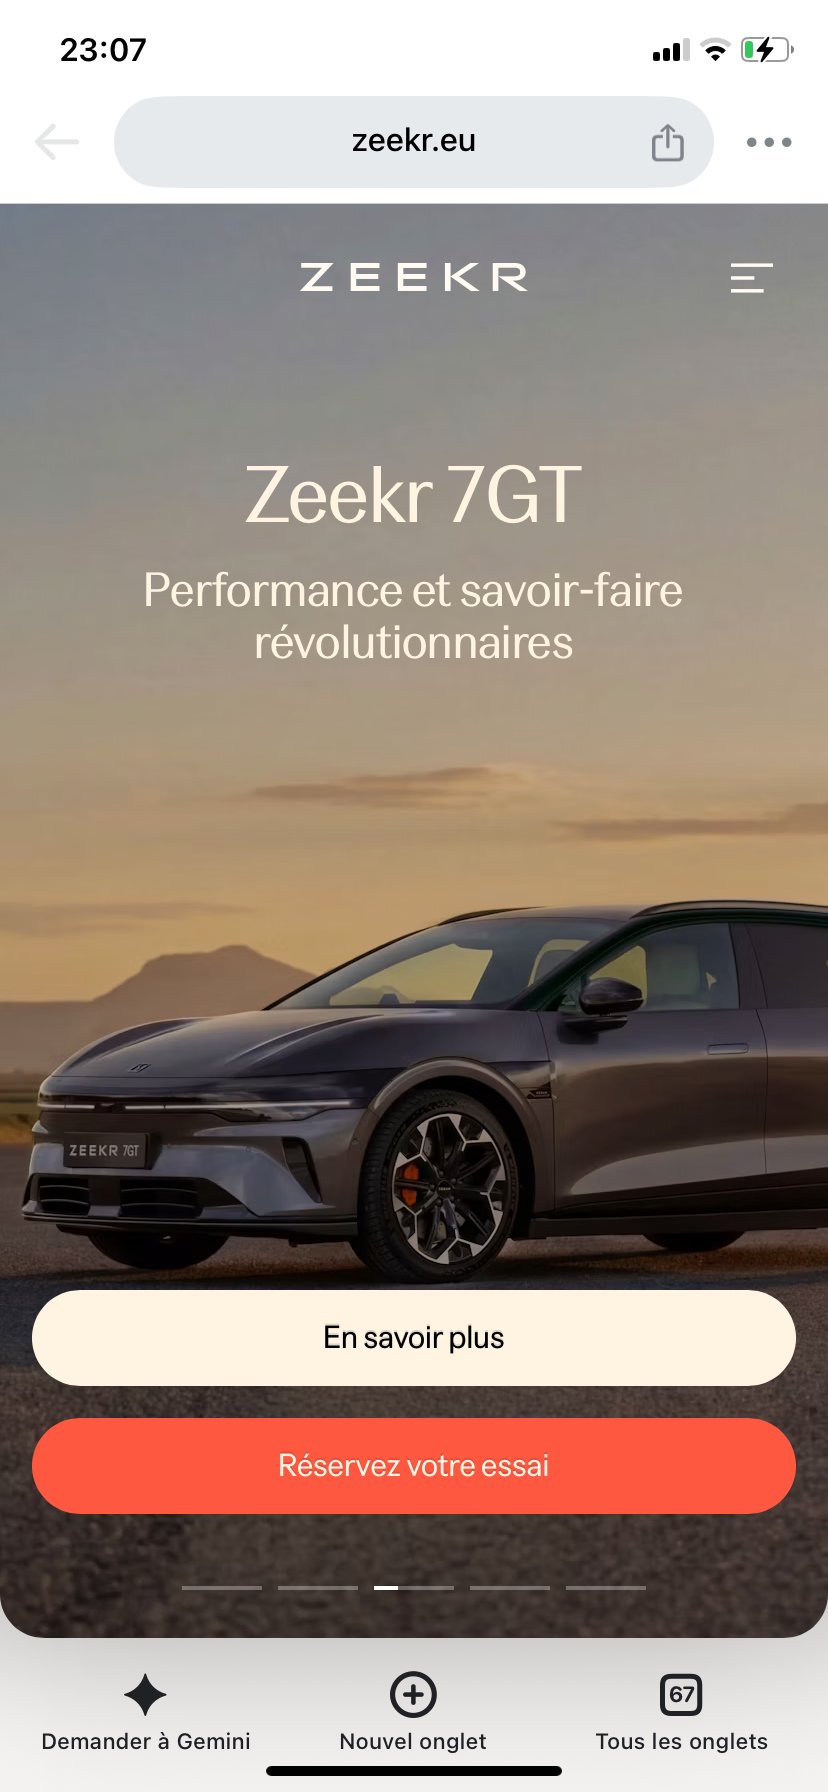 23:07
zeekr.eu
ZEEKR
Zeekr 7GT
Performance et savoir-faire
révolutionnaires
ZEEKR 7GT
En savoir plus
Réservez votre essai
67
Demander à Gemini
Nouvel onglet
Tous les onglets